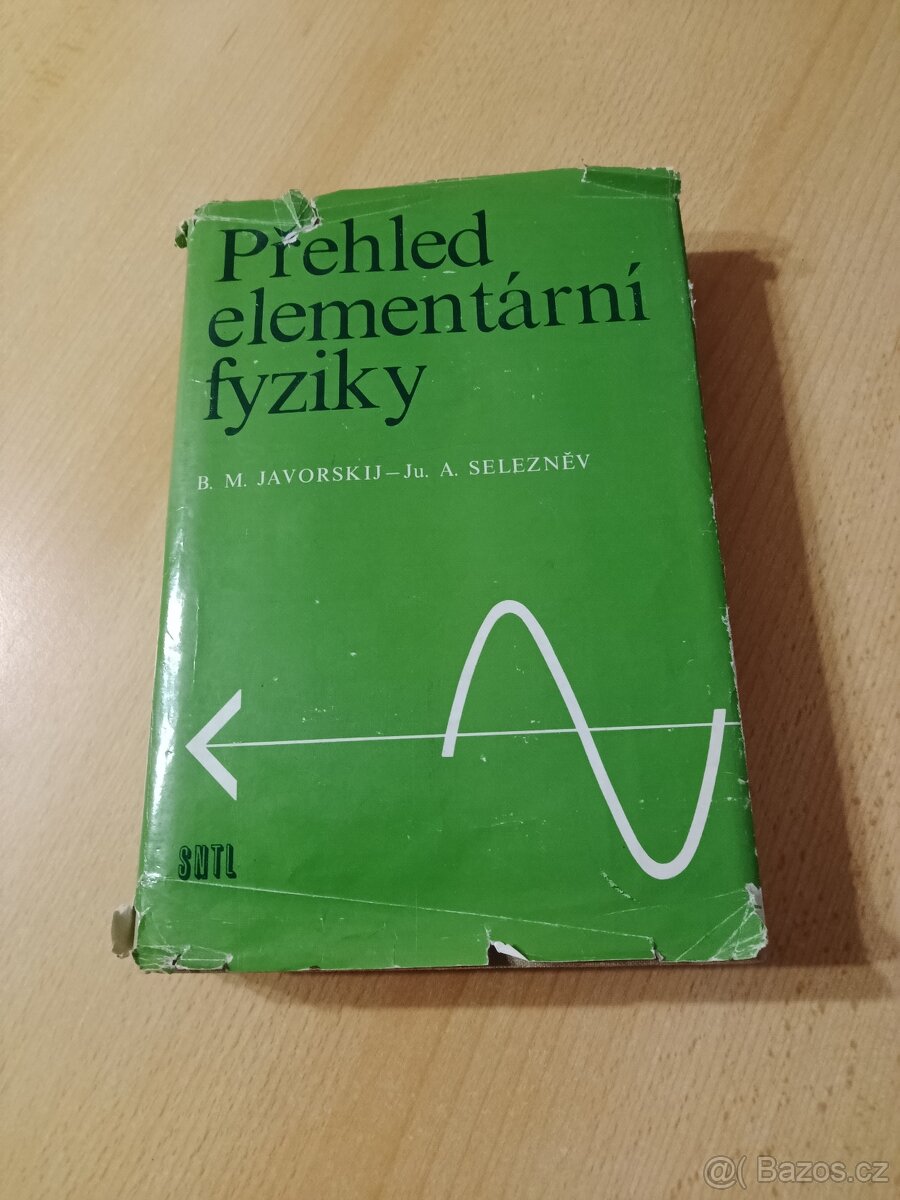 Přehled
elementární
fyziky
B. M. JAVORSKIJ – Ju. A. SELEZNĚV
SNTL
@( Bazos.cz